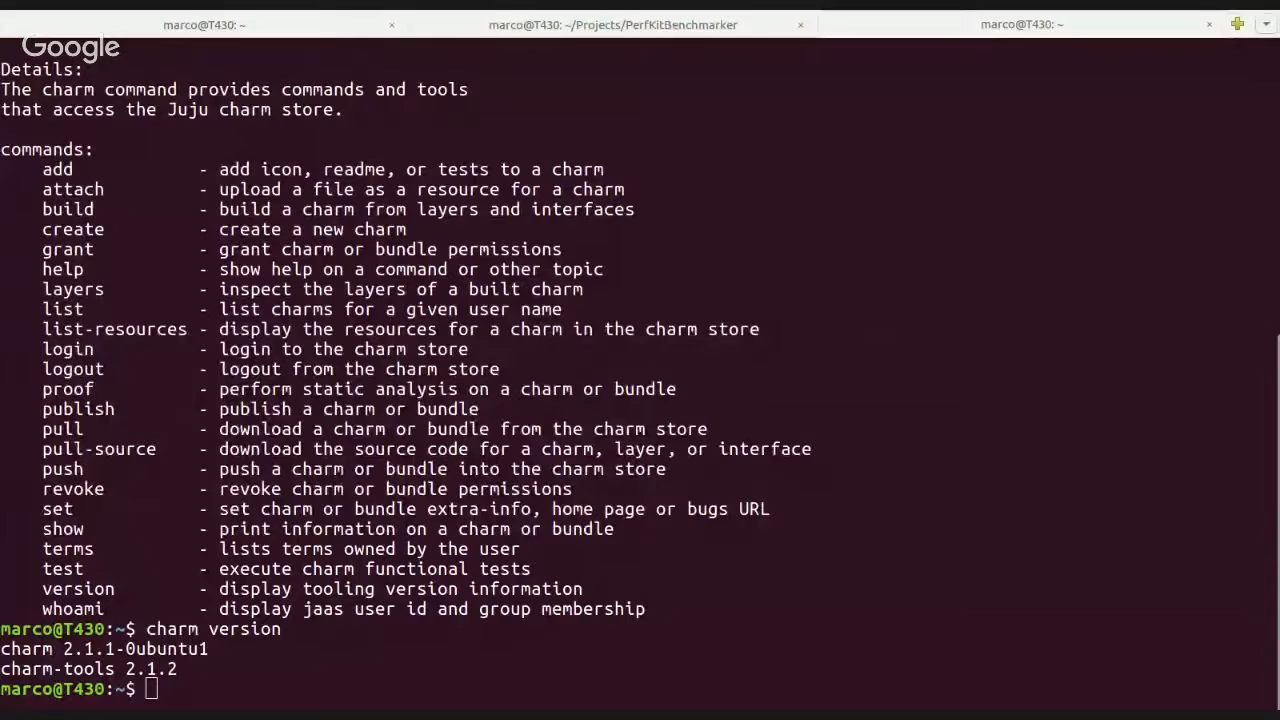 marco@T430: ~ × marco@T430: ~/Projects/PerfKitBenchmarker × marco@T430: ~ ×
Google
Details:
The charm command provides commands and tools
that access the Juju charm store.
commands:
add - add icon, readme, or tests to a charm
attach - upload a file as a resource for a charm
build - build a charm from layers and interfaces
create - create a new charm
grant - grant charm or bundle permissions
help - show help on a command or other topic
layers - inspect the layers of a built charm
list - list charms for a given user name
list-resources - display the resources for a charm in the charm store
login - login to the charm store
logout - logout from the charm store
proof - perform static analysis on a charm or bundle
publish - publish a charm or bundle
pull - download a charm or bundle from the charm store
pull-source - download the source code for a charm, layer, or interface
push - push a charm or bundle into the charm store
revoke - revoke charm or bundle permissions
set - set charm or bundle extra-info, home page or bugs URL
show - print information on a charm or bundle
terms - lists terms owned by the user
test - execute charm functional tests
version - display tooling version information
whoami - display jaas user id and group membership
marco@T430:~$ charm version
charm 2.1.1-0ubuntu1
charm-tools 2.1.2
marco@T430:~$